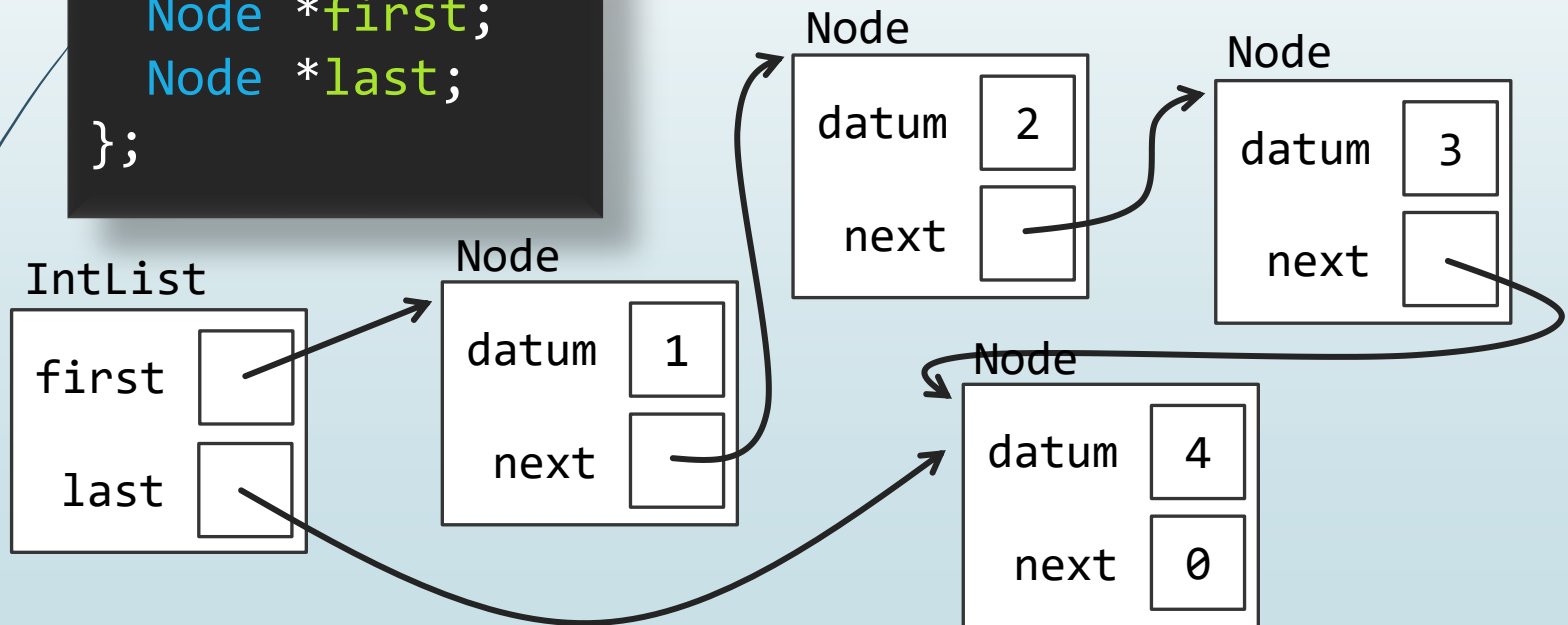 Node *first;
Node *last;
};
IntList
first
last
Node
datum 1
next
Node
datum 2
next
Node
datum 3
next
Node
datum 4
next 0